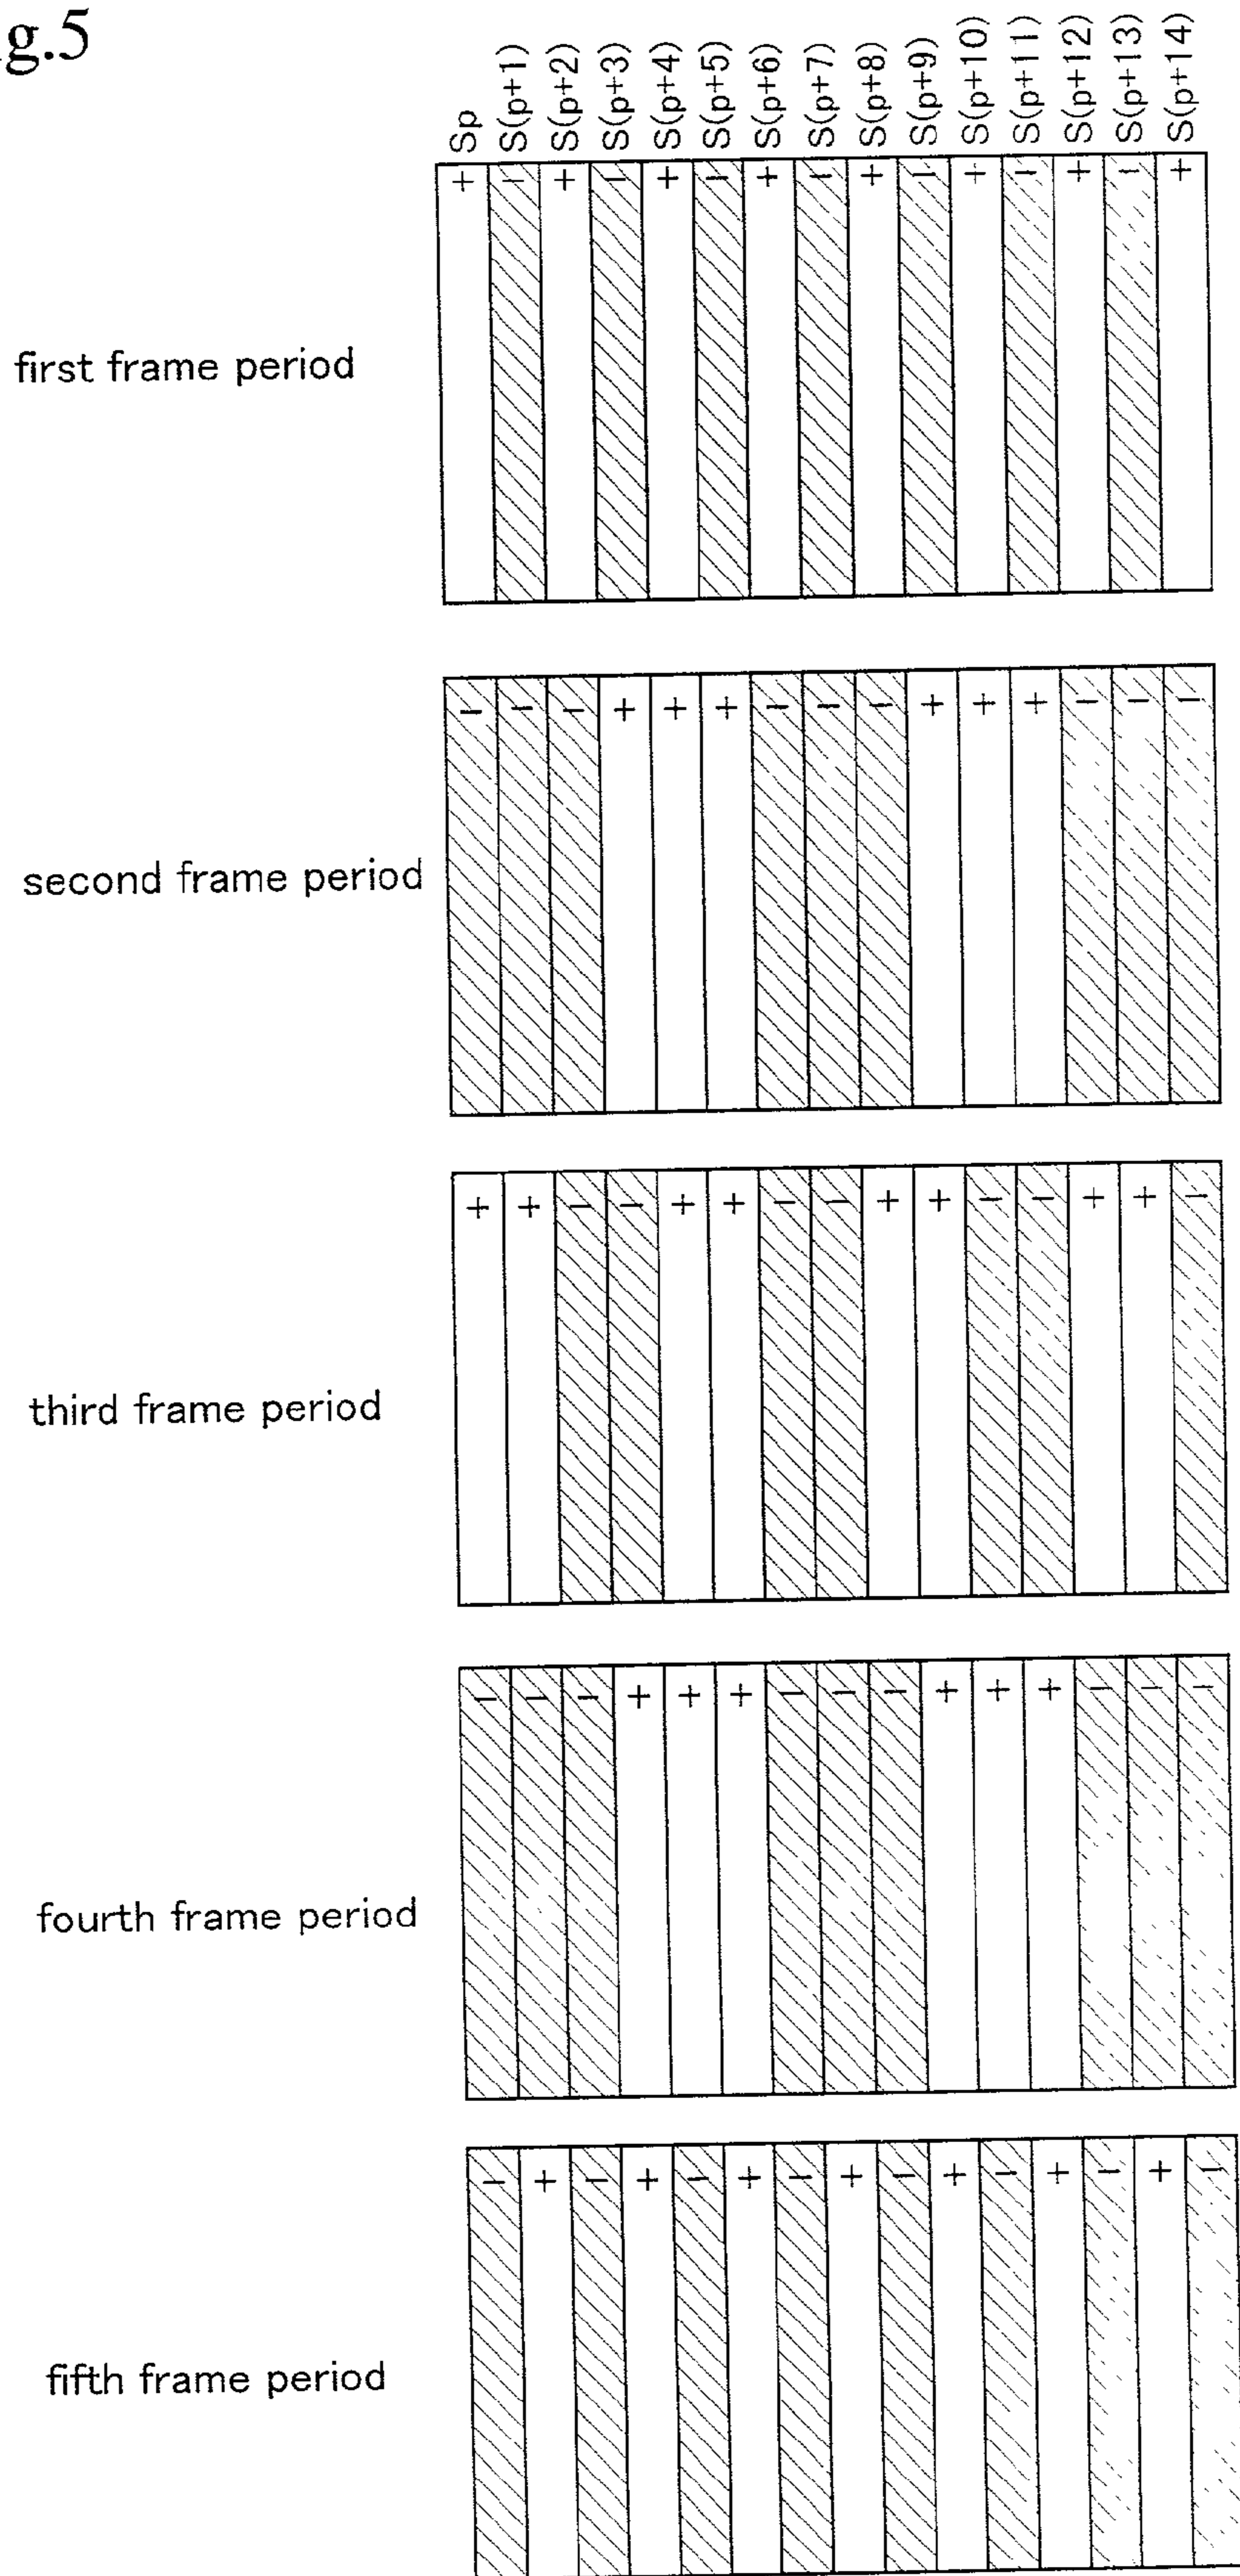 g.5
Sp S(p+1) S(p+2) S(p+3) S(p+4) S(p+5) S(p+6) S(p+7) S(p+8) S(p+9) S(p+10) S(p+11) S(p+12) S(p+13) S(p+14)
+ − + − + − + − + − + − + − +
first frame period
− − − + + + − − − + + + − − −
second frame period
+ + − − + + − − + + − − + + −
third frame period
− − − + + + − − − + + + − − −
fourth frame period
− + − + − + − + − + − + − + −
fifth frame period